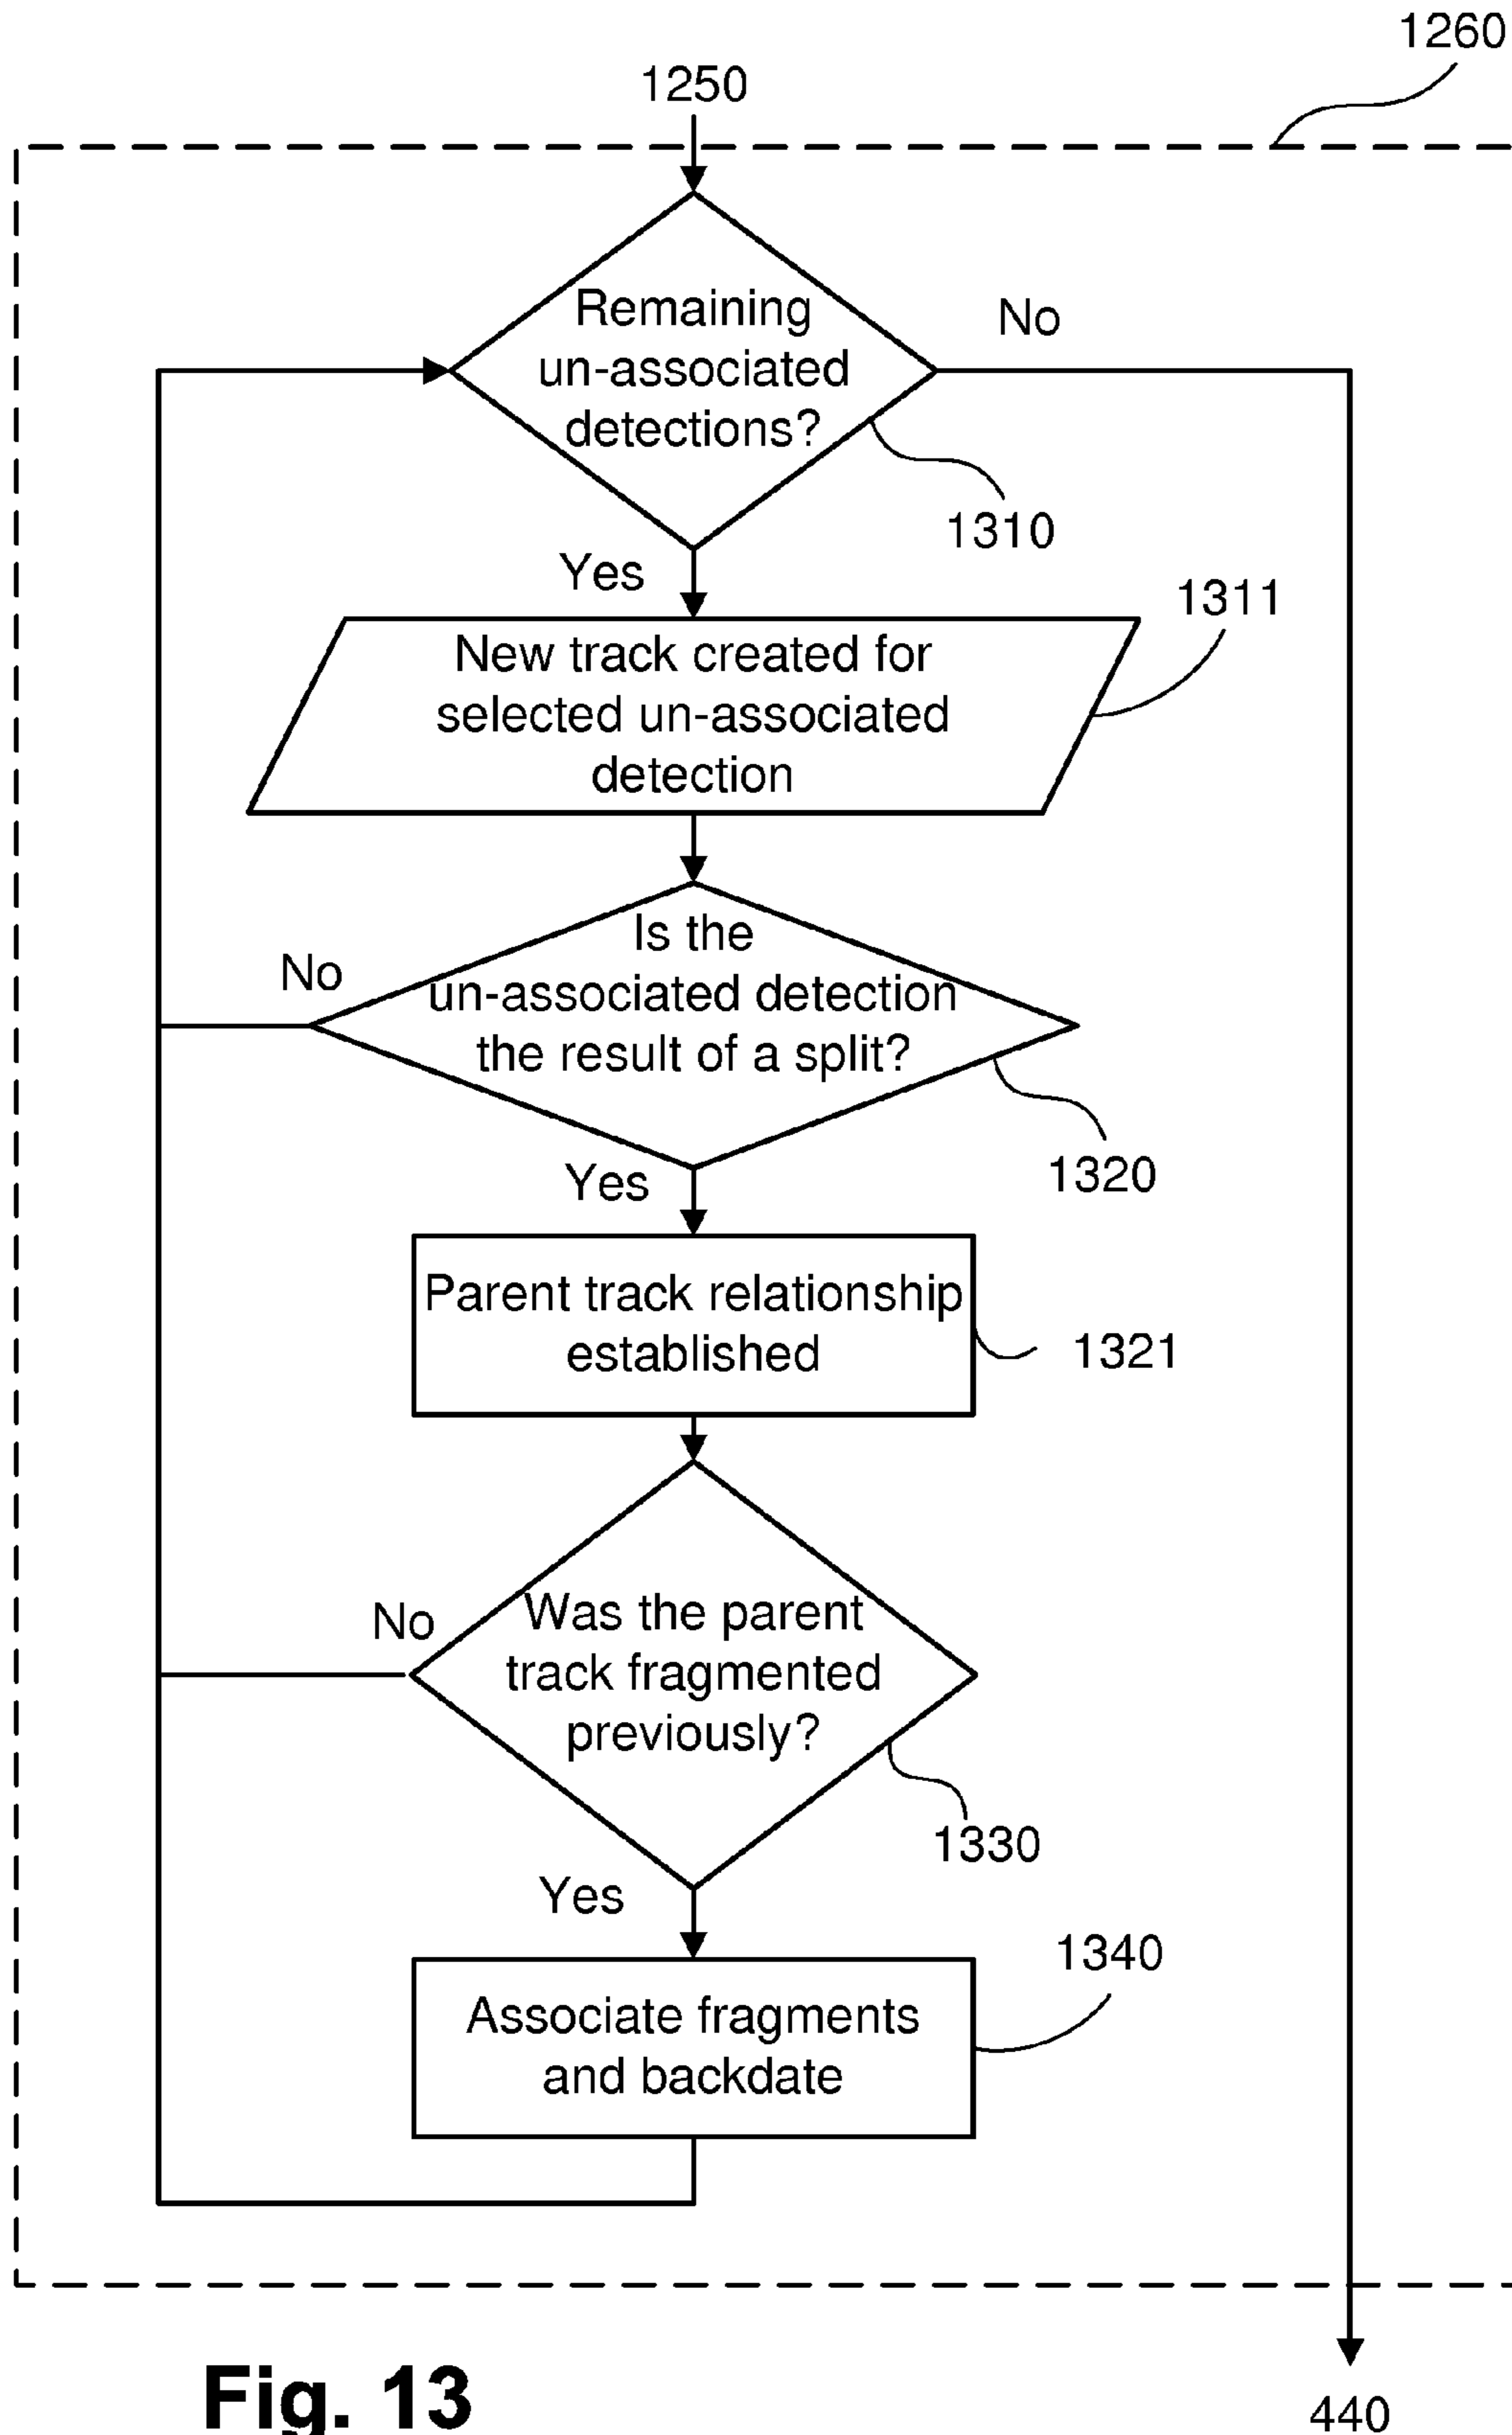 1260
1250
Remaining
un-associated
detections?
No
1310
Yes
1311
New track created for
selected un-associated
detection
Is the
un-associated detection
the result of a split?
No
1320
Yes
Parent track relationship
established
1321
Was the parent
track fragmented
previously?
No
1330
Yes
1340
Associate fragments
and backdate
Fig. 13
440